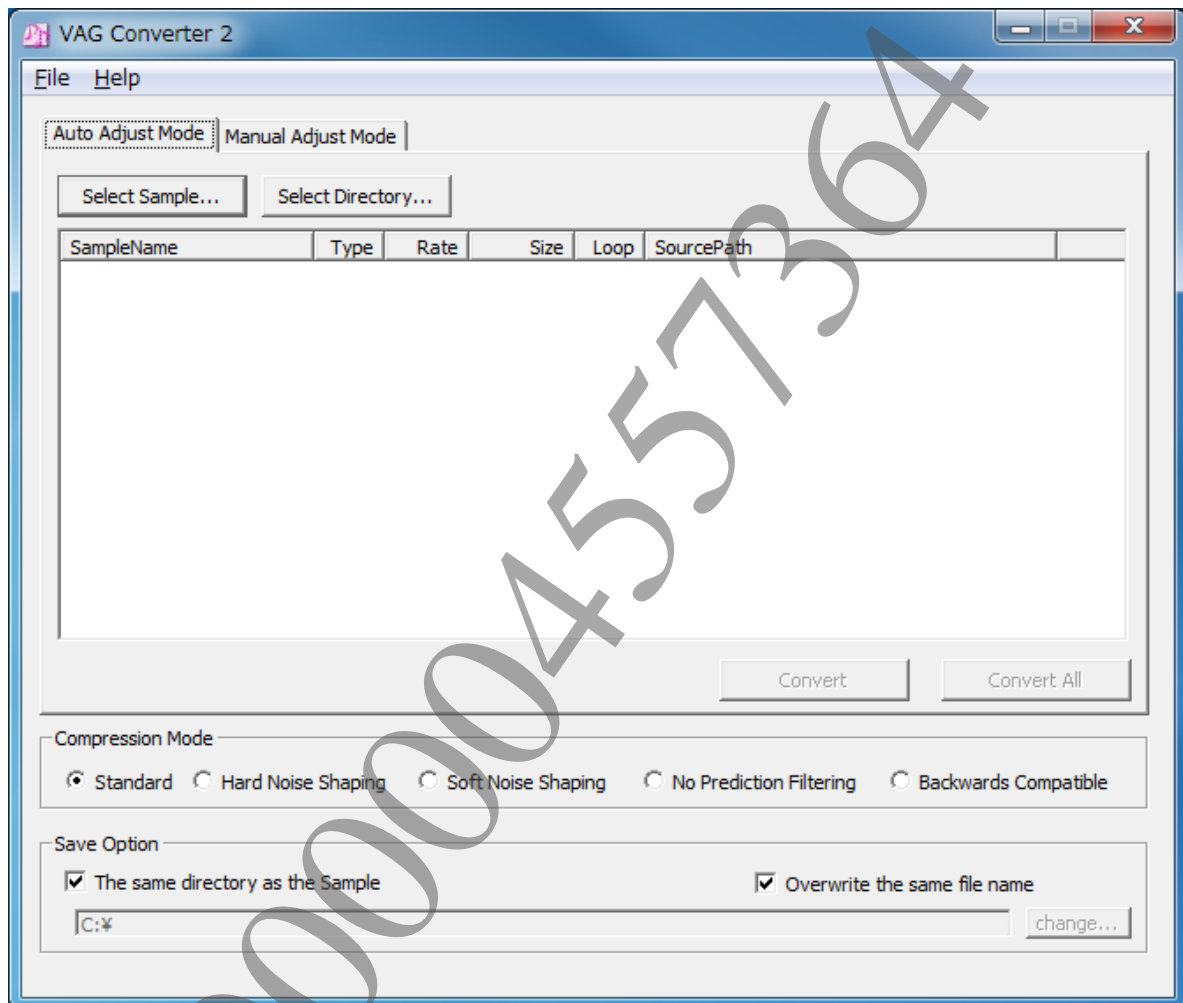 VAG Converter 2
File Help
Auto Adjust Mode Manual Adjust Mode
Select Sample... Select Directory...
SampleName Type Rate Size Loop SourcePath
Convert Convert All
Compression Mode
Standard Hard Noise Shaping Soft Noise Shaping No Prediction Filtering Backwards Compatible
Save Option
The same directory as the Sample Overwrite the same file name
C:¥ change...